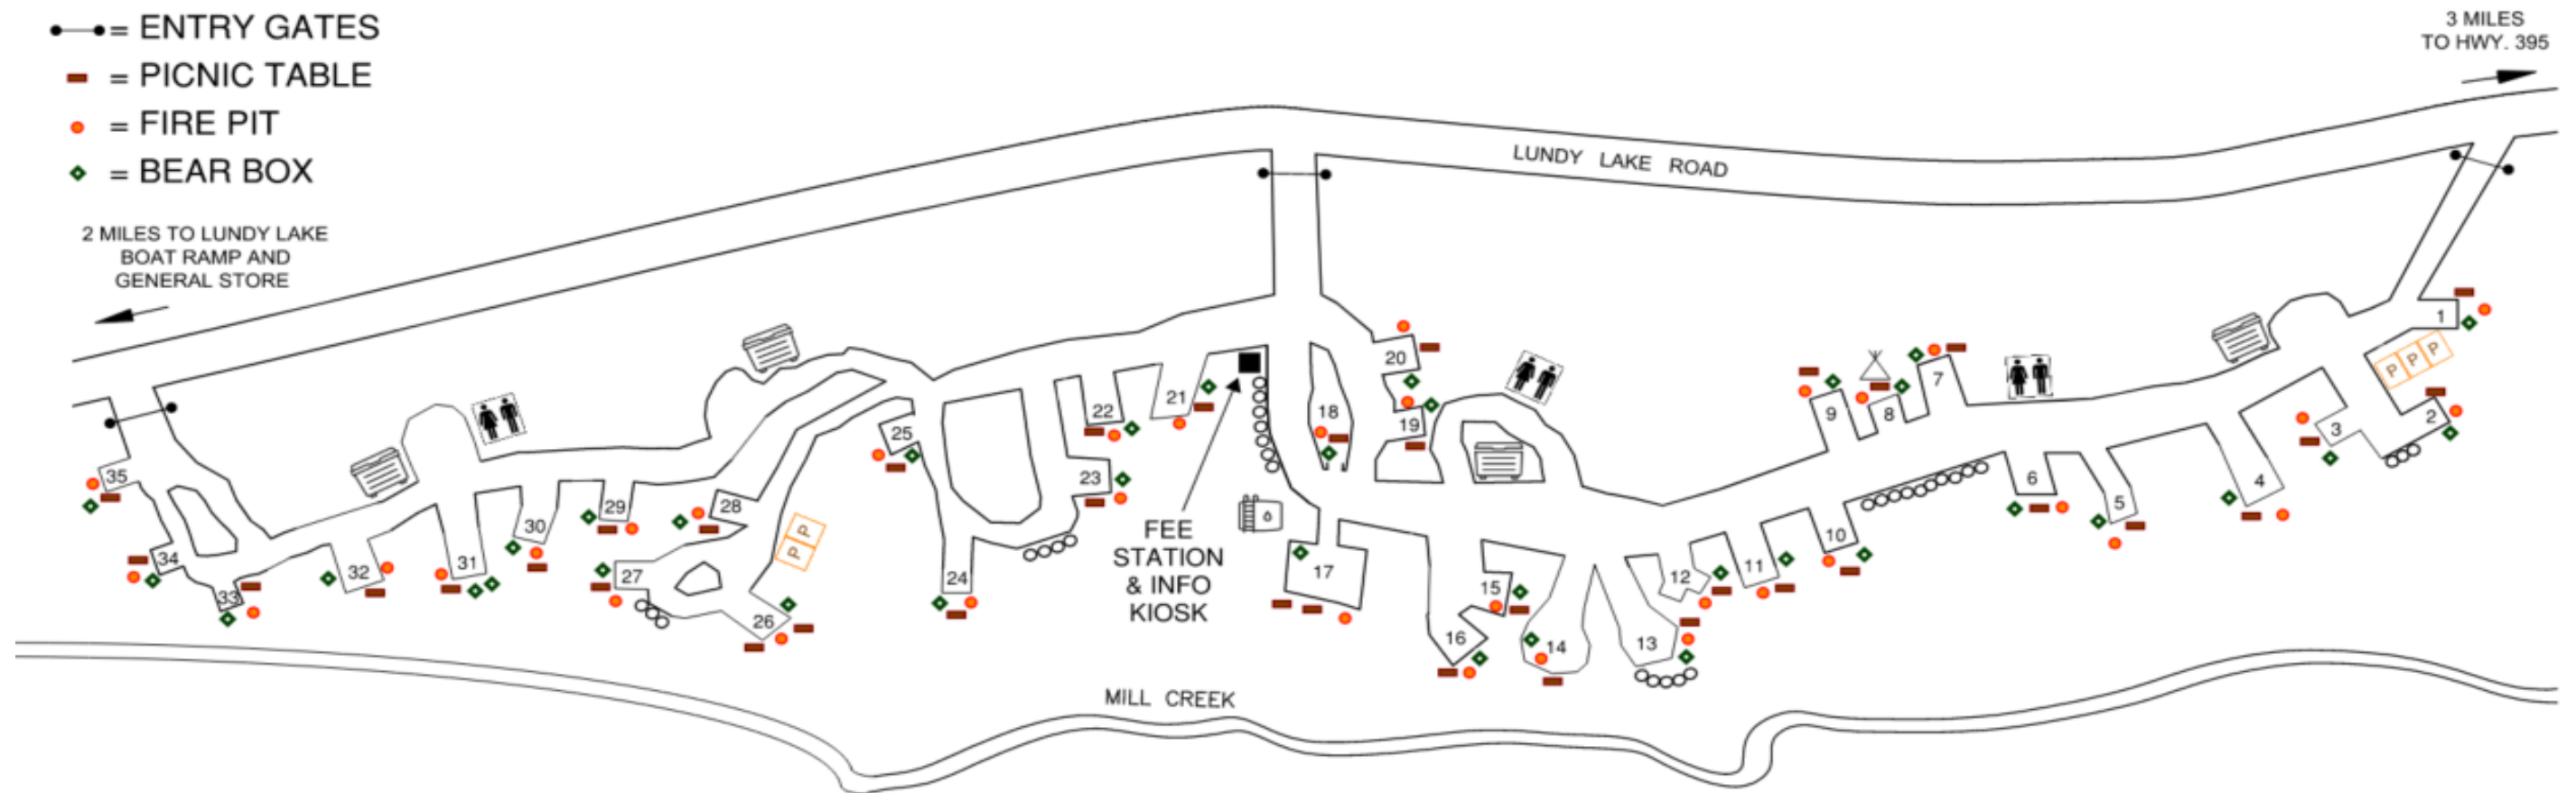 = ENTRY GATES
= PICNIC TABLE
= FIRE PIT
= BEAR BOX
3 MILES
TO HWY. 395
LUNDY LAKE ROAD
2 MILES TO LUNDY LAKE
BOAT RAMP AND
GENERAL STORE
FEE
STATION
& INFO
KIOSK
MILL CREEK
1
P P P
2
3
4
5
6
7
8
9
10
11
12
13
14
15
16
17
18
19
20
21
22
23
24
25
26
P P
27
28
29
30
31
32
33
34
35